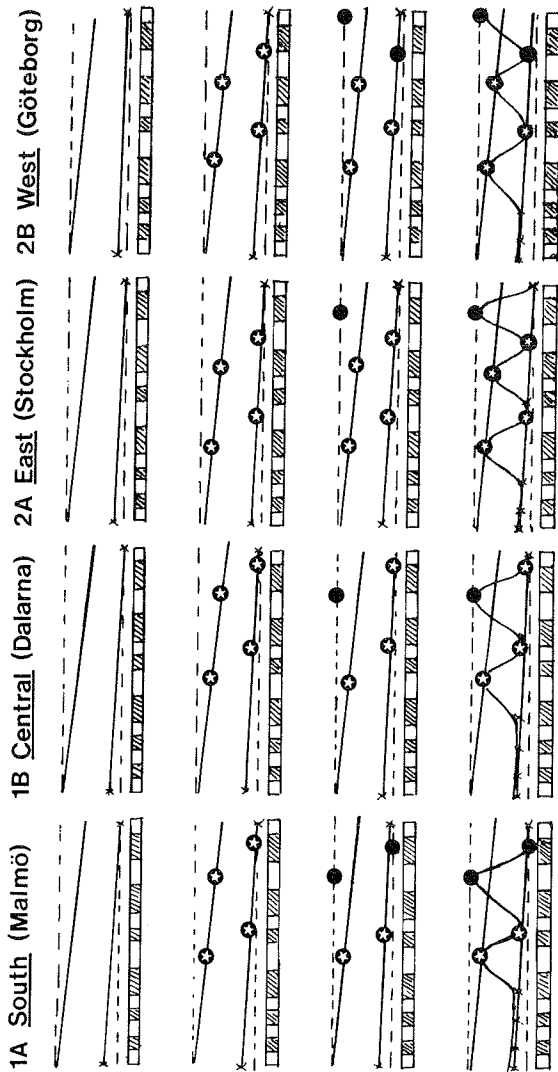 1A South (Malmö)
1B Central (Dalarna)
2A East (Stockholm)
2B West (Göteborg)